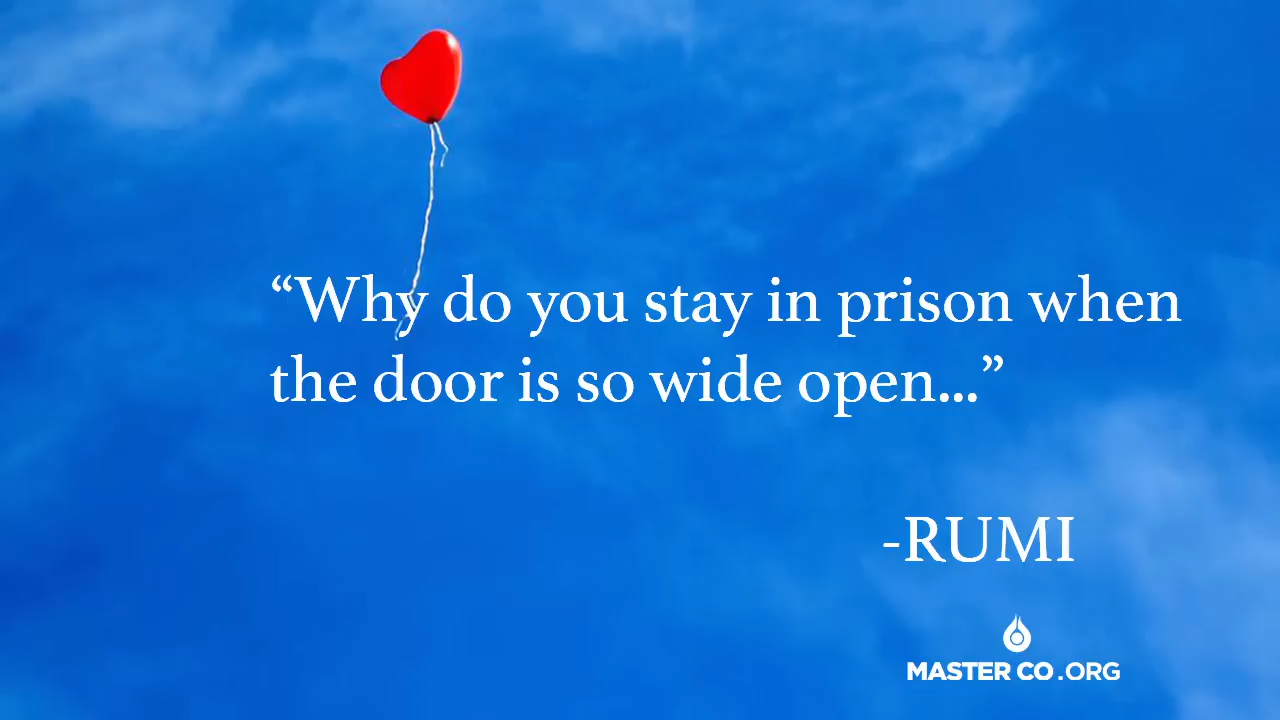 “Why do you stay in prison when
the door is so wide open...”
-RUMI
MASTER CO.ORG